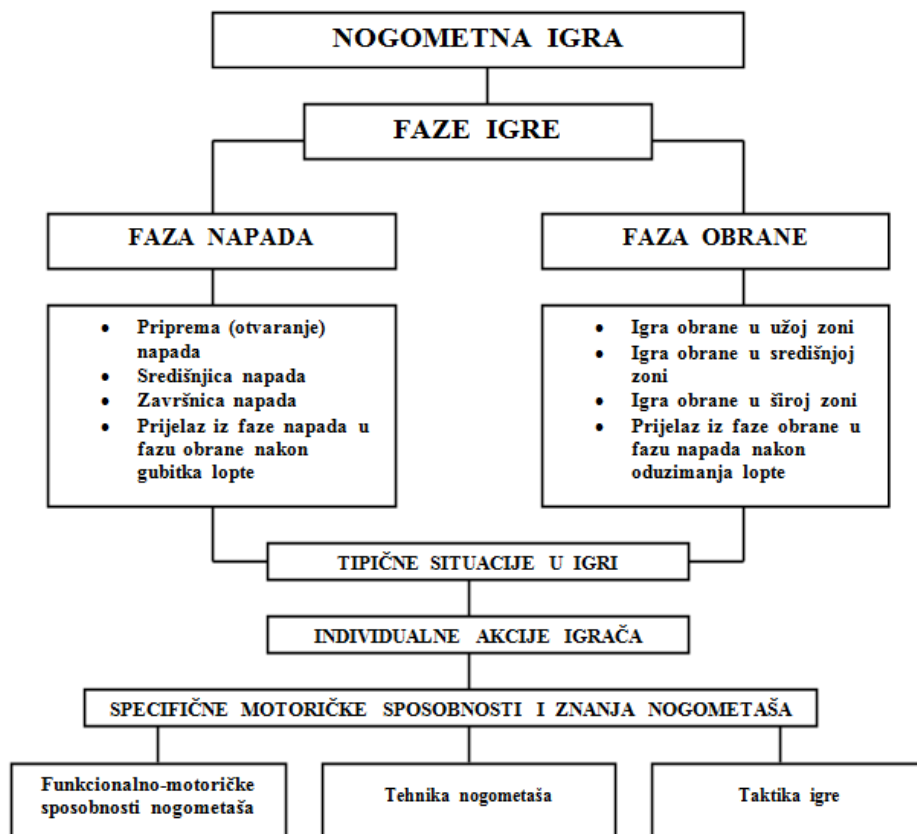 NOGOMETNA IGRA
FAZE IGRE
FAZA NAPADA
FAZA OBRANE
• Priprema (otvaranje)
napada
• Središnjica napada
• Završnica napada
• Prijelaz iz faze napada u
fazu obrane nakon
gubitka lopte
• Igra obrane u užoj zoni
• Igra obrane u središnjoj
zoni
• Igra obrane u široj zoni
• Prijelaz iz faze obrane u
fazu napada nakon
oduzimanja lopte
TIPIČNE SITUACIJE U IGRI
INDIVIDUALNE AKCIJE IGRAČA
SPECIFIČNE MOTORIČKE SPOSOBNOSTI I ZNANJA NOGOMETAŠA
Funkcionalno-motoričke
sposobnosti nogometaša
Tehnika nogometaša
Taktika igre